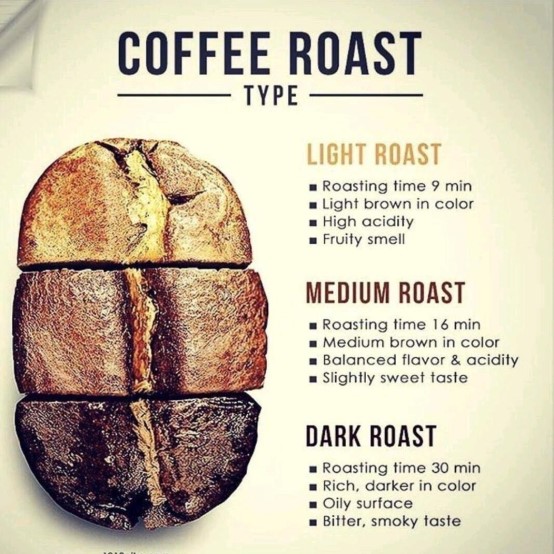 COFFEE ROAST
TYPE
LIGHT ROAST
▪ Roasting time 9 min
▪ Light brown in color
▪ High acidity
▪ Fruity smell
MEDIUM ROAST
▪ Roasting time 16 min
▪ Medium brown in color
▪ Balanced flavor & acidity
▪ Slightly sweet taste
DARK ROAST
▪ Roasting time 30 min
▪ Rich, darker in color
▪ Oily surface
▪ Bitter, smoky taste